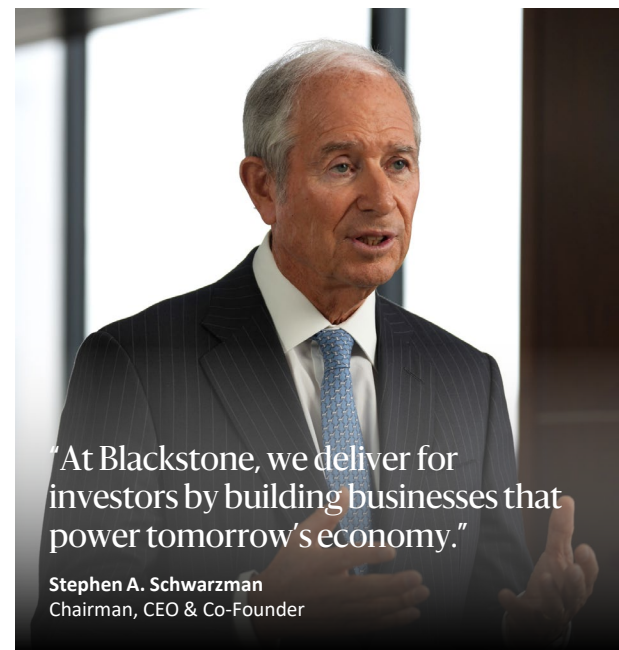 “At Blackstone, we deliver for
investors by building businesses that
power tomorrow’s economy.”
Stephen A. Schwarzman
Chairman, CEO & Co-Founder